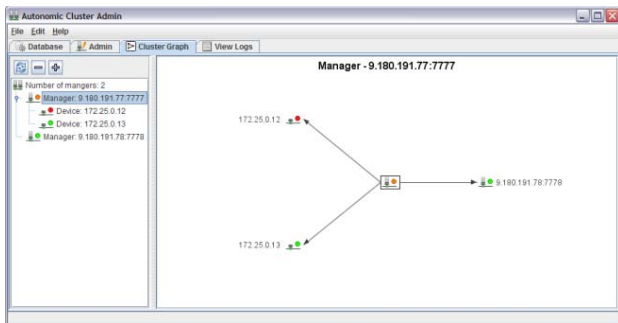 Autonomic Cluster Admin
File Edit Help
Database Admin Cluster Graph View Logs
Number of mangers: 2
Manager: 9.180.191.77:7777
Device: 172.25.0.12
Device: 172.25.0.13
Manager: 9.180.191.78:7778
Manager - 9.180.191.77:7777
172.25.0.12
9.180.191.78:7778
172.25.0.13